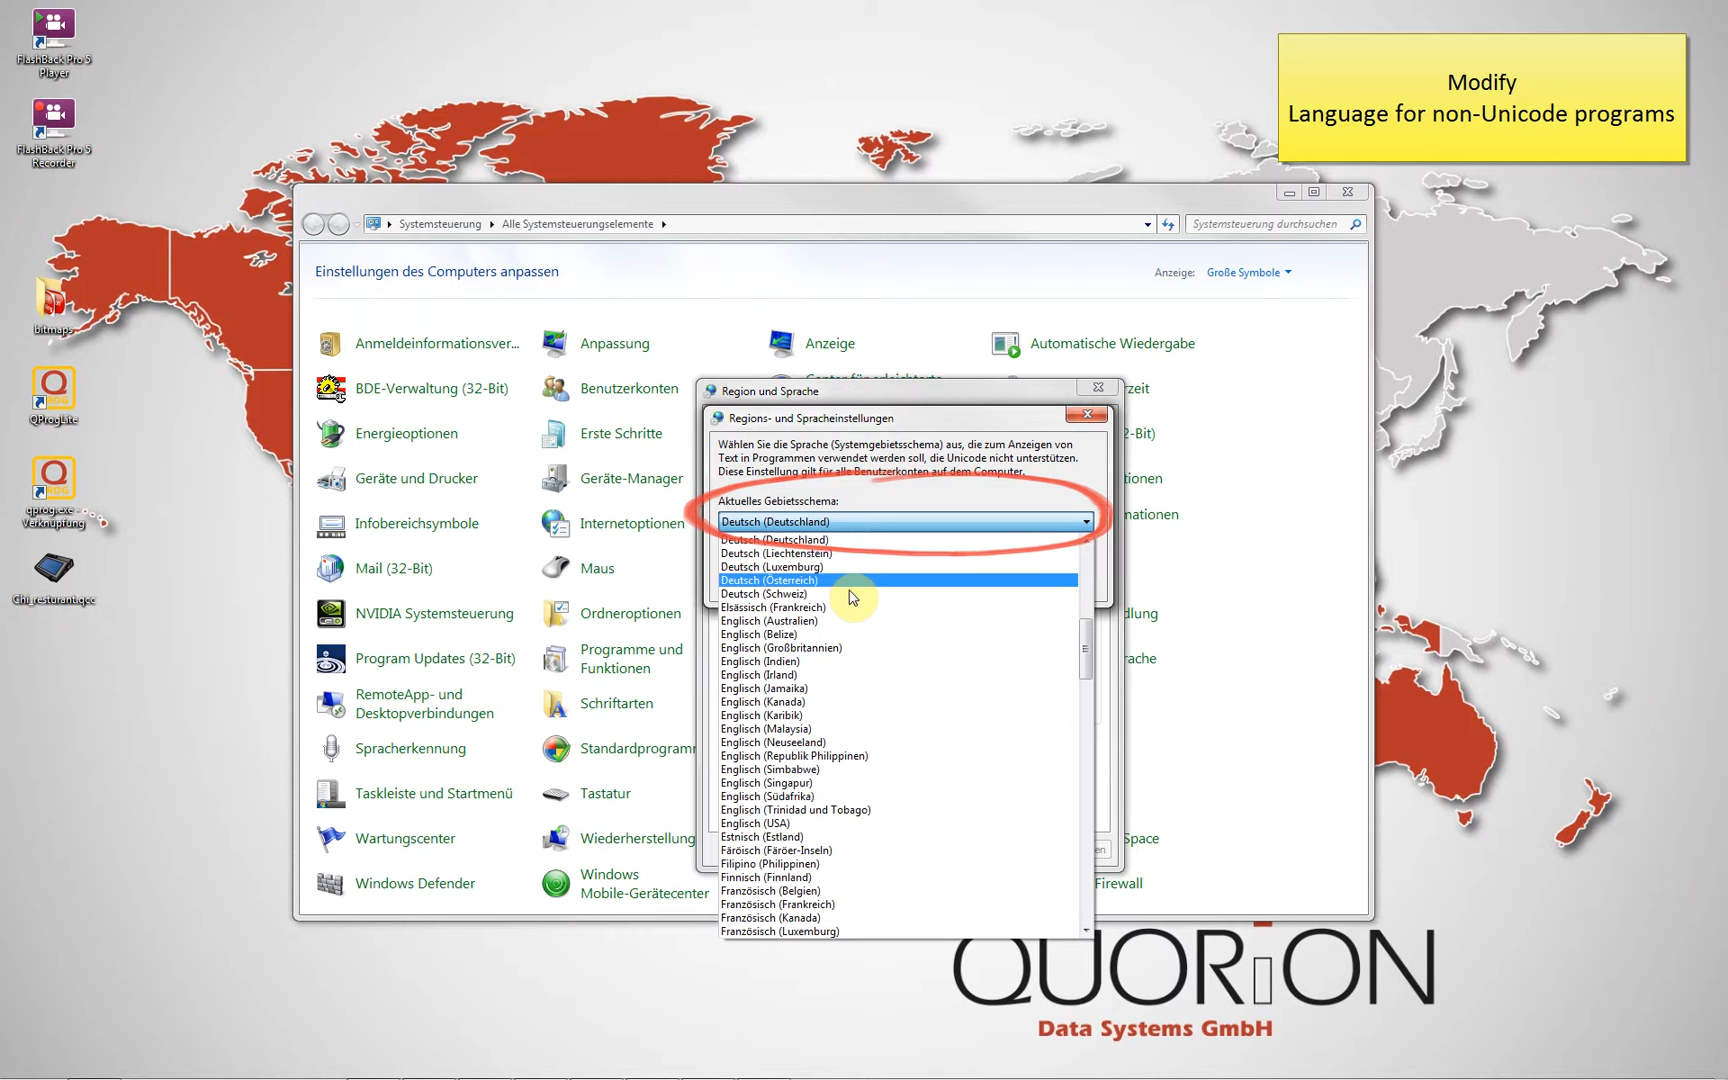 FlashBack Pro 5
Player
FlashBack Pro 5
Recorder
bitmaps
QProgLite
qprog.exe -
Verknüpfung
Chi_resturant.qcc
Modify
Language for non-Unicode programs
Systemsteuerung
Alle Systemsteuerungselemente
Systemsteuerung durchsuchen
Einstellungen des Computers anpassen
Anzeige:
Große Symbole
Anmeldeinformationsver...
Anpassung
Anzeige
Automatische Wiedergabe
BDE-Verwaltung (32-Bit)
Benutzerkonten
Energieoptionen
Erste Schritte
Geräte und Drucker
Geräte-Manager
Infobereichsymbole
Internetoptionen
Mail (32-Bit)
Maus
NVIDIA Systemsteuerung
Ordneroptionen
Program Updates (32-Bit)
Programme und
Funktionen
RemoteApp- und
Desktopverbindungen
Schriftarten
Spracherkennung
Standardprogramm
Taskleiste und Startmenü
Tastatur
Wartungscenter
Wiederherstellung
Windows Defender
Windows
Mobile-Gerätecenter
Firewall
Space
Region und Sprache
Regions- und Spracheinstellungen
Wählen Sie die Sprache (Systemgebietsschema) aus, die zum Anzeigen von
Text in Programmen verwendet werden soll, die Unicode nicht unterstützen.
Diese Einstellung gilt für alle Benutzerkonten auf dem Computer.
Aktuelles Gebietsschema:
Deutsch (Deutschland)
Deutsch (Deutschland)
Deutsch (Liechtenstein)
Deutsch (Luxemburg)
Deutsch (Österreich)
Deutsch (Schweiz)
Elsässisch (Frankreich)
Englisch (Australien)
Englisch (Belize)
Englisch (Großbritannien)
Englisch (Indien)
Englisch (Irland)
Englisch (Jamaika)
Englisch (Kanada)
Englisch (Karibik)
Englisch (Malaysia)
Englisch (Neuseeland)
Englisch (Republik Philippinen)
Englisch (Simbabwe)
Englisch (Singapur)
Englisch (Südafrika)
Englisch (Trinidad und Tobago)
Englisch (USA)
Estnisch (Estland)
Färöisch (Färöer-Inseln)
Filipino (Philippinen)
Finnisch (Finnland)
Französisch (Belgien)
Französisch (Frankreich)
Französisch (Kanada)
Französisch (Luxemburg)
QUORiON
Data Systems GmbH